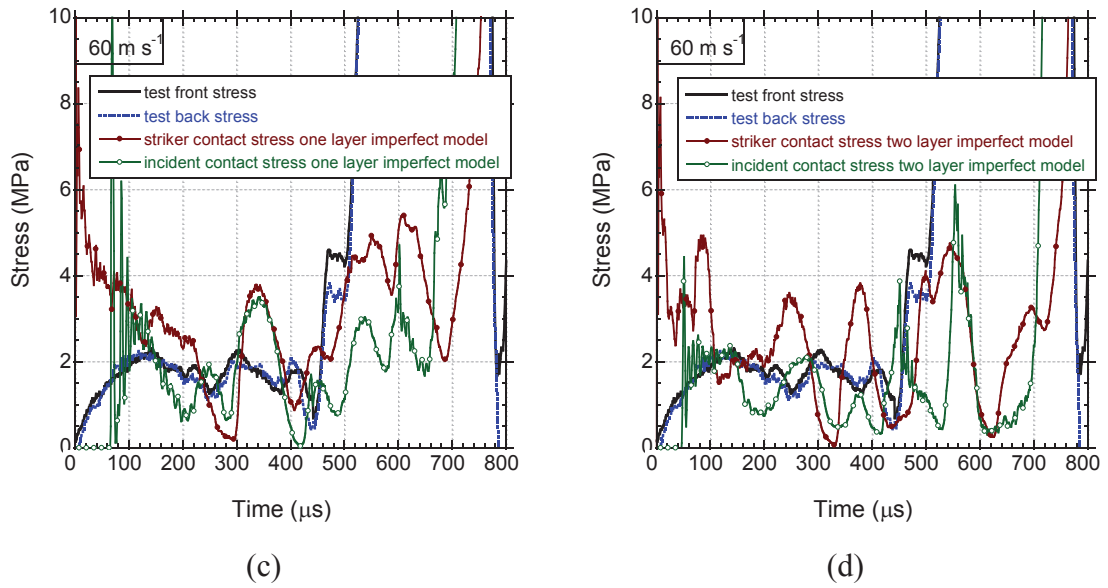 60 m s-1
test front stress
test back stress
striker contact stress one layer imperfect model
incident contact stress one layer imperfect model
Stress (MPa)
10
8
6
4
2
0
0 100 200 300 400 500 600 700 800
Time (μs)
(c)
60 m s-1
test front stress
test back stress
striker contact stress two layer imperfect model
incident contact stress two layer imperfect model
Stress (MPa)
10
8
6
4
2
0
0 100 200 300 400 500 600 700 800
Time (μs)
(d)